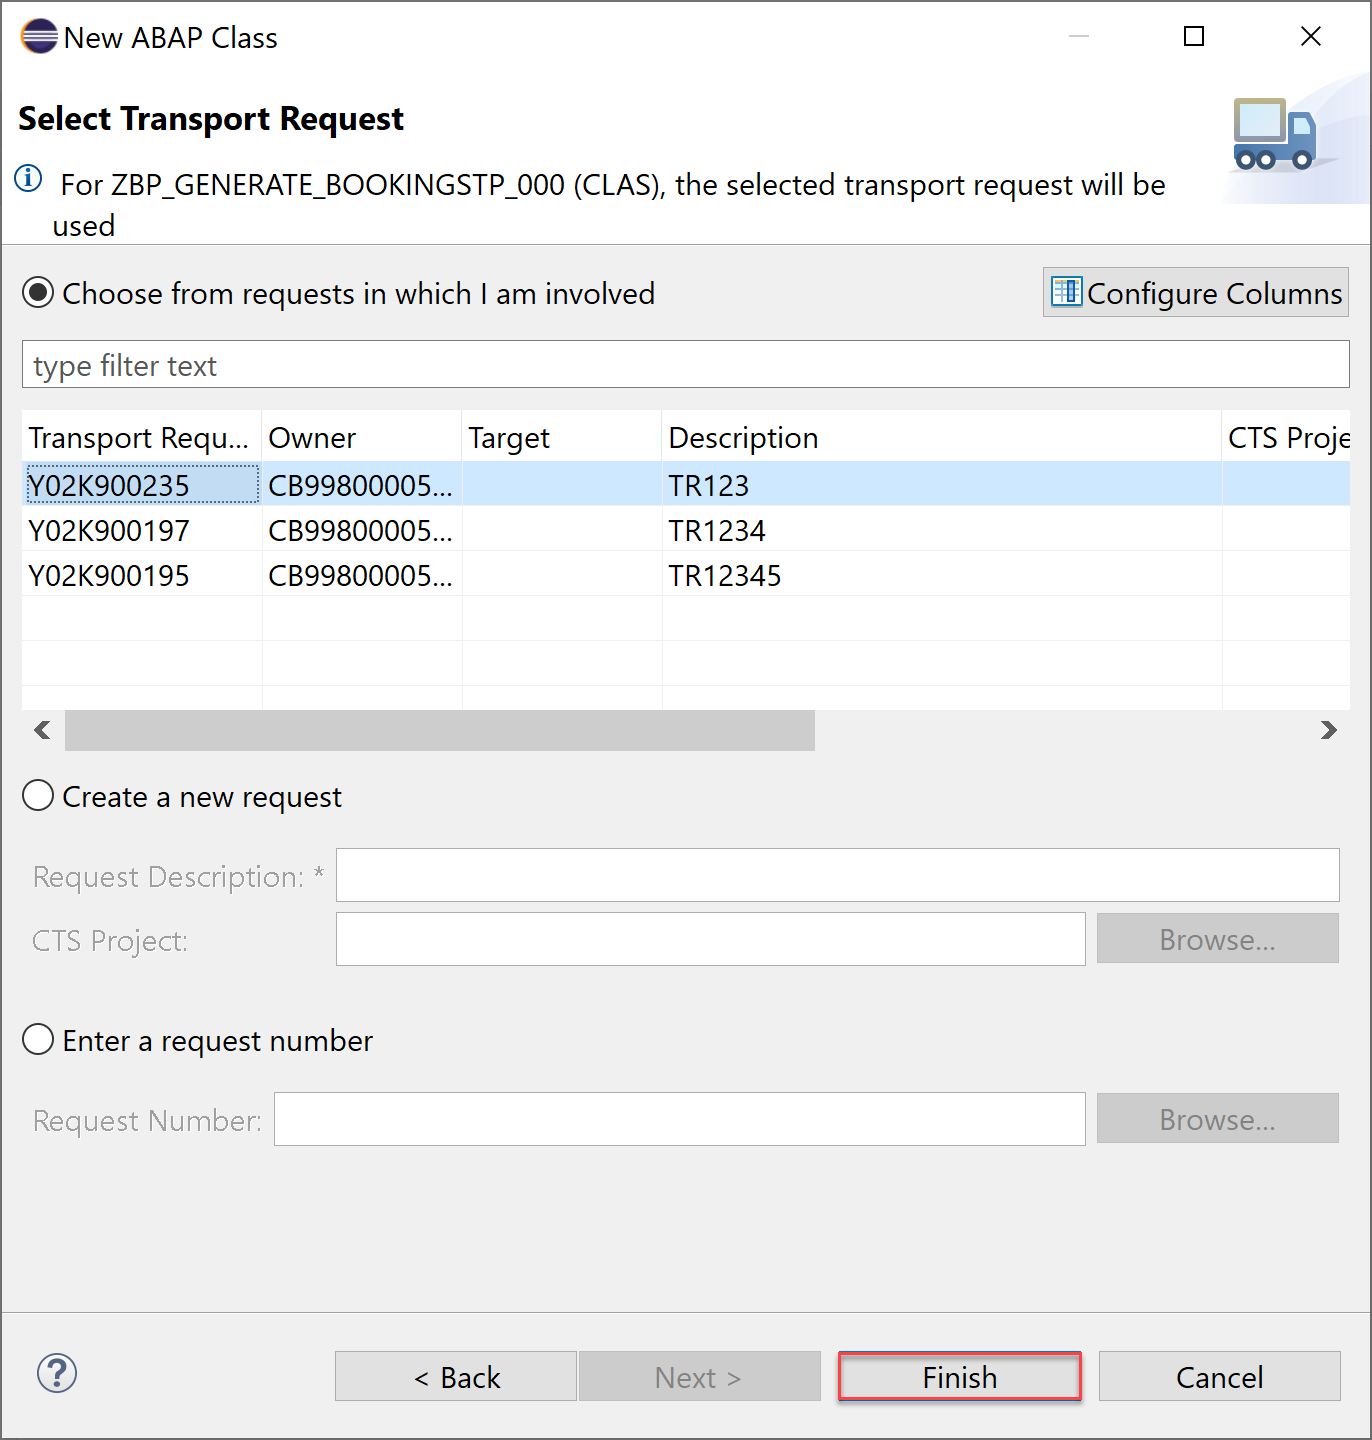 New ABAP Class
Select Transport Request
For ZBP_GENERATE_BOOKINGSTP_000 (CLAS), the selected transport request will be
used
Choose from requests in which I am involved
Configure Columns
type filter text
Transport Requ... Owner Target Description CTS Proje
Y02K900235 CB99800005... TR123
Y02K900197 CB99800005... TR1234
Y02K900195 CB99800005... TR12345
Create a new request
Request Description: *
CTS Project: Browse...
Enter a request number
Request Number: Browse...
? < Back Next > Finish Cancel